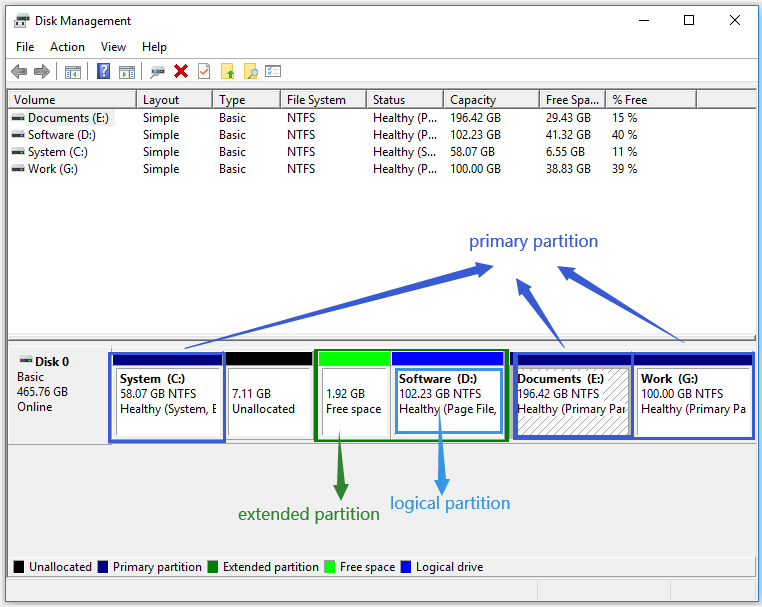 Disk Management
File Action View Help
Volume Layout Type File System Status Capacity Free Spa... % Free
Documents (E:) Simple Basic NTFS Healthy (P... 196.42 GB 29.43 GB 15 %
Software (D:) Simple Basic NTFS Healthy (P... 102.23 GB 41.32 GB 40 %
System (C:) Simple Basic NTFS Healthy (S... 58.07 GB 6.55 GB 11 %
Work (G:) Simple Basic NTFS Healthy (P... 100.00 GB 38.83 GB 39 %
primary partition
Disk 0
Basic
465.76 GB
Online
System (C:)
58.07 GB NTFS
Healthy (System, E
7.11 GB
Unallocated
1.92 GB
Free space
Software (D:)
102.23 GB NTFS
Healthy (Page File,
Documents (E:)
196.42 GB NTFS
Healthy (Primary Par
Work (G:)
100.00 GB NTFS
Healthy (Primary Pa
extended partition
logical partition
Unallocated Primary partition Extended partition Free space Logical drive